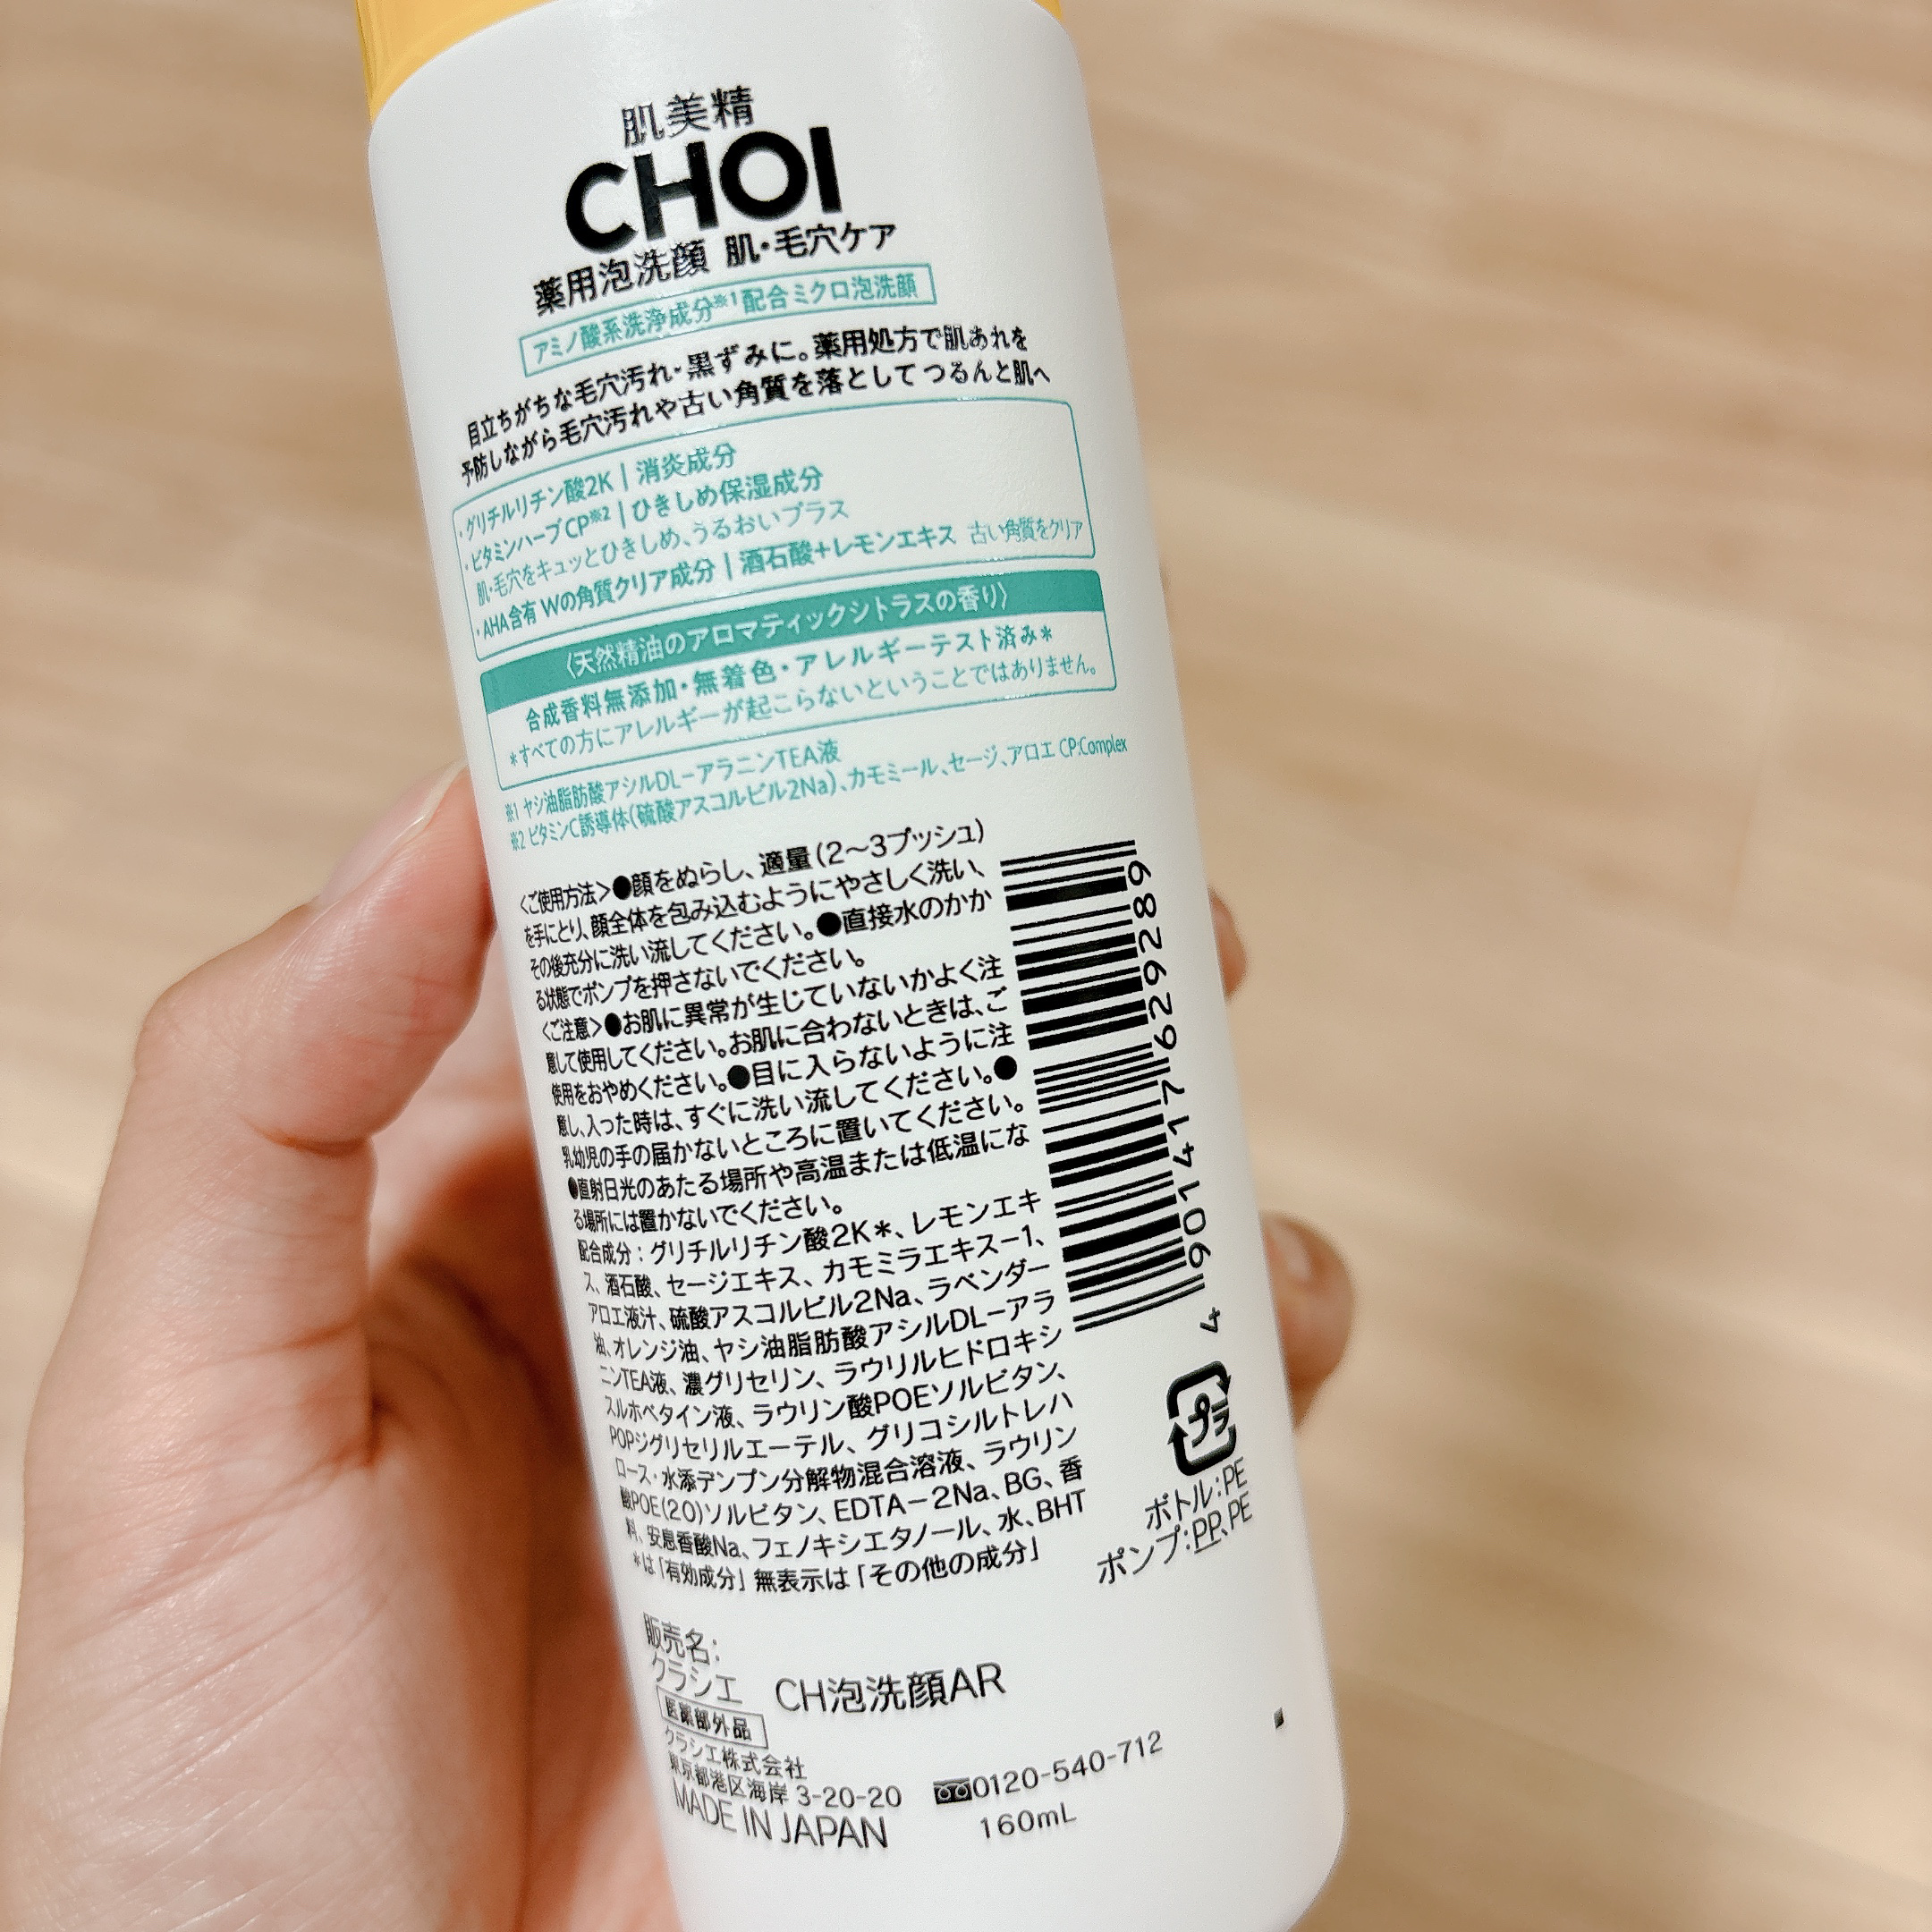 肌美精
CHOI
薬用泡洗顔 肌・毛穴ケア
アミノ酸系洗浄成分※1配合ミクロ泡洗顔
目立ちがちな毛穴汚れ・黒ずみに。薬用処方で肌あれを
予防しながら毛穴汚れや古い角質を落としてつるんと肌へ
・グリチルリチン酸2K｜消炎成分
・ビタミンハーブCP※2｜ひきしめ保湿成分
肌・毛穴をキュッとひきしめ、うるおいプラス
・AHA含有 Wの角質クリア成分｜酒石酸+レモンエキス 古い角質をクリア
〈天然精油のアロマティックシトラスの香り〉
合成香料無添加・無着色・アレルギーテスト済み*
*すべての方にアレルギーが起こらないということではありません。
※1 ヤシ油脂肪酸アシルDL-アラニンTEA液
※2 ビタミンC誘導体(硫酸アスコルビル2Na)、カモミール、セージ、アロエ CP:Complex
<ご使用方法>●顔をぬらし、適量(2～3プッシュ)
を手にとり、顔全体を包み込むようにやさしく洗い、
その後充分に洗い流してください。●直接水のかか
る状態でポンプを押さないでください。
<ご注意>●お肌に異常が生じていないかよく注
意して使用してください。お肌に合わないときは、ご
使用をおやめください。●目に入らないように注
意し、入った時は、すぐに洗い流してください。●
乳幼児の手の届かないところに置いてください。
●直射日光のあたる場所や高温または低温にな
る場所には置かないでください。
配合成分：グリチルリチン酸2K*、レモンエキ
ス、酒石酸、セージエキス、カモミラエキス-1、
アロエ液汁、硫酸アスコルビル2Na、ラベンダー
油、オレンジ油、ヤシ油脂肪酸アシルDL-アラ
ニンTEA液、濃グリセリン、ラウリルヒドロキシ
スルホベタイン液、ラウリン酸POEソルビタン、
POPジグリセリルエーテル、グリコシルトレハ
ロース・水添デンプン分解物混合溶液、ラウリン
酸POE(20)ソルビタン、EDTA-2Na、BG、香
料、安息香酸Na、フェノキシエタノール、水、BHT
*は「有効成分」無表示は「その他の成分」
4 901417 629289
プラ
ボトル:PE
ポンプ:PP、PE
販売名:
クラシエ CH泡洗顔AR
医薬部外品
クラシエ株式会社
東京都港区海岸 3-20-20 0120-540-712
MADE IN JAPAN 160mL